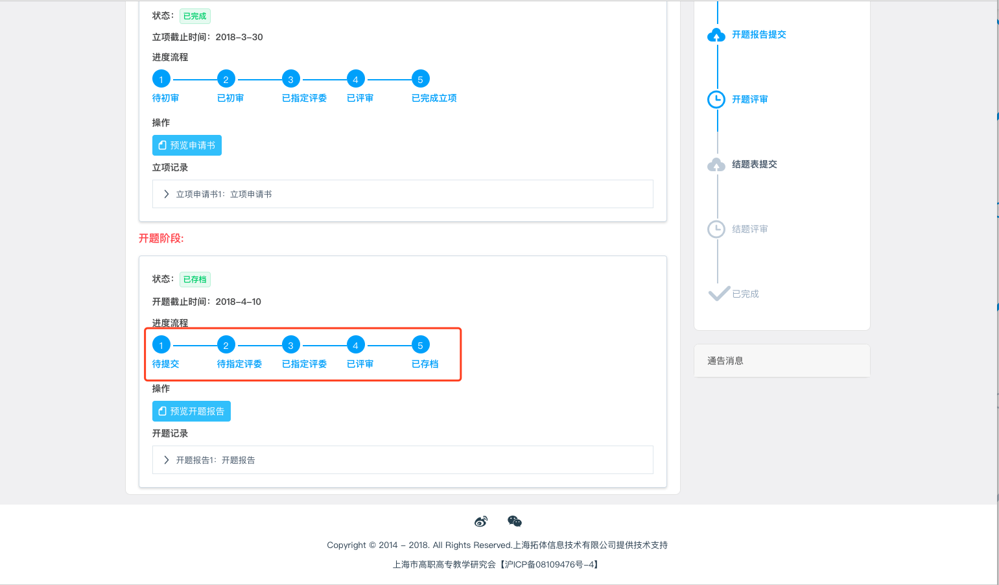 状态：已完成
立项截止时间：2018-3-30
进度流程
1 2 3 4 5
待初审 已初审 已指定评委 已评审 已完成立项
操作
预览申请书
立项记录
立项申请书1：立项申请书
开题阶段:
状态：已存档
开题截止时间：2018-4-10
进度流程
1 2 3 4 5
待提交 待指定评委 已指定评委 已评审 已存档
操作
预览开题报告
开题记录
开题报告1：开题报告
开题报告提交
开题评审
结题表提交
结题评审
已完成
通告消息
Copyright © 2014 - 2018. All Rights Reserved.上海拓体信息技术有限公司提供技术支持
上海市高职高专教学研究会【沪ICP备08109476号-4】